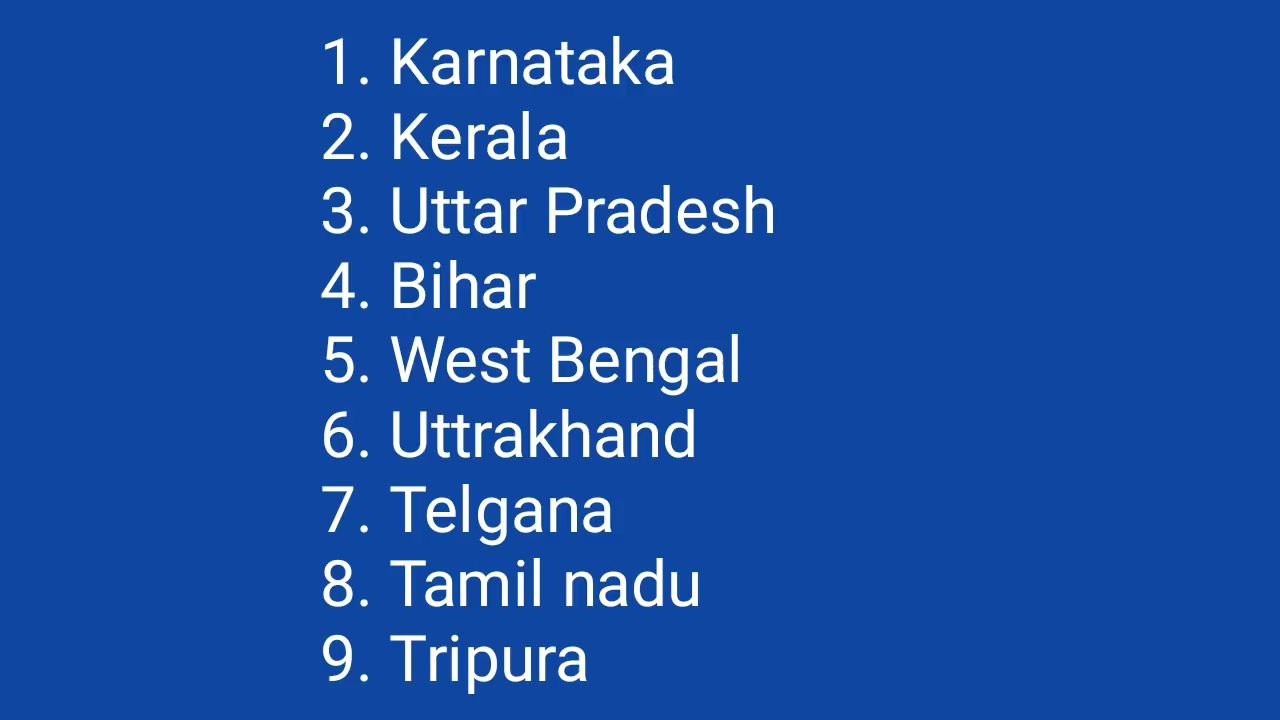 1. Karnataka
2. Kerala
3. Uttar Pradesh
4. Bihar
5. West Bengal
6. Uttrakhand
7. Telgana
8. Tamil nadu
9. Tripura